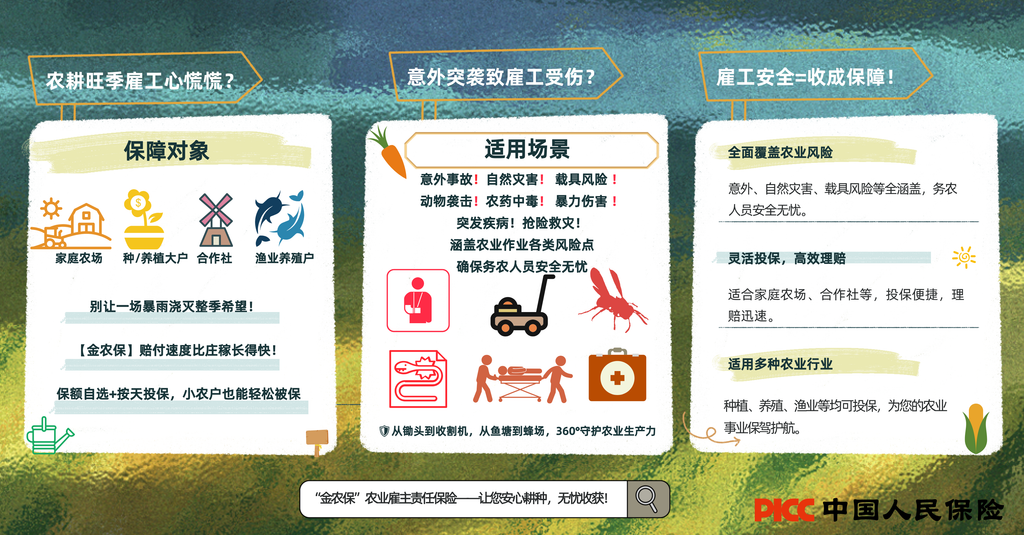 农耕旺季雇工心慌慌？
保障对象
$
家庭农场
种/养植大户
合作社
渔业养殖户
别让一场暴雨浇灭整季希望！
【金农保】赔付速度比庄稼长得快！
保额自选+按天投保，小农户也能轻松被保
意外突袭致雇工受伤？
适用场景
意外事故！自然灾害！ 载具风险！
动物袭击！农药中毒！ 暴力伤害！
突发疾病！抢险救灾！
涵盖农业作业各类风险点
确保务农人员安全无忧
从锄头到收割机，从鱼塘到蜂场，360°守护农业生产力
雇工安全=收成保障！
全面覆盖农业风险
意外、自然灾害、载具风险等全涵盖，务农
人员安全无忧。
灵活投保，高效理赔
适合家庭农场、合作社等，投保便捷，理
赔迅速。
适用多种农业行业
种植、养殖、渔业等均可投保，为您的农业
事业保驾护航。
“金农保”农业雇主责任保险——让您安心耕种，无忧收获！
PICC 中国人民保险